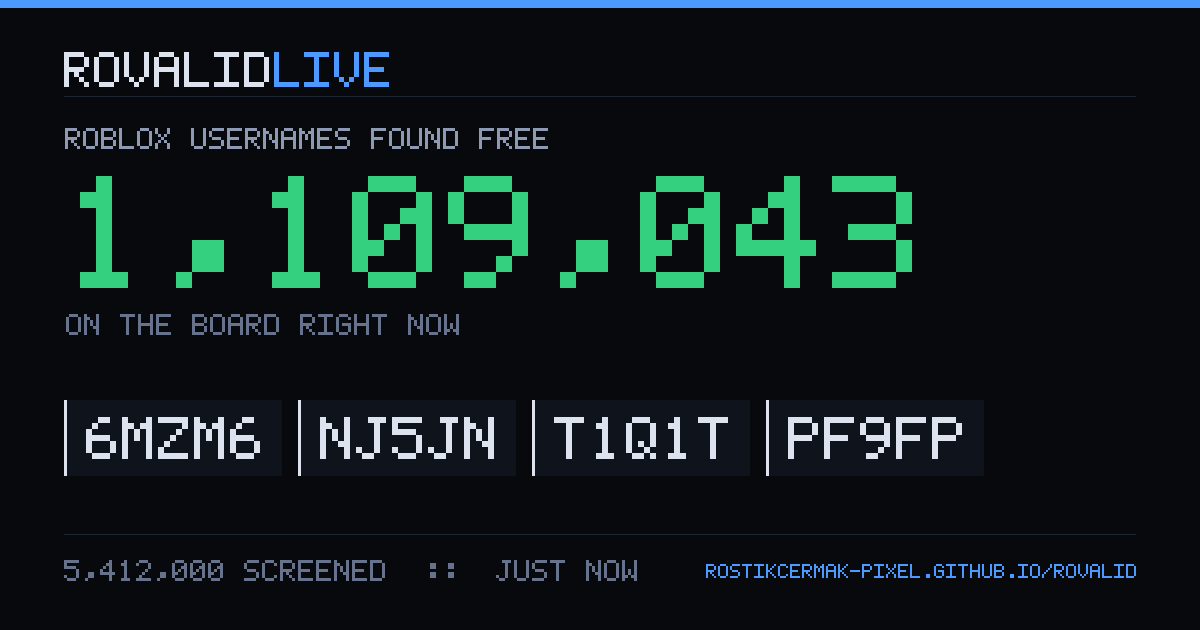 ROVALIDLIVE
ROBLOX USERNAMES FOUND FREE
1,109,043
ON THE BOARD RIGHT NOW
6MZM6 NJ5JN T1Q1T PF9FP
5,412,000 SCREENED :: JUST NOW ROSTIKCERMAK-PIXEL.GITHUB.IO/ROVALID